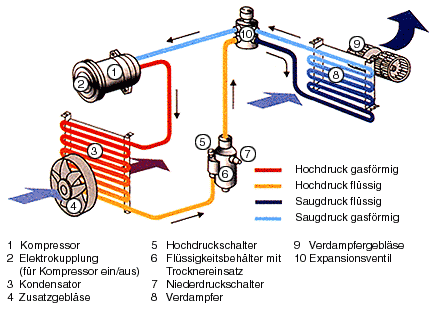 10
9
1
2
8
5
7
3
6
4
Hochdruck gasförmig
Hochdruck flüssig
Saugdruck flüssig
Saugdruck gasförmig
1 Kompressor
2 Elektrokupplung
(für Kompressor ein/aus)
3 Kondensator
4 Zusatzgebläse
5 Hochdruckschalter
6 Flüssigkeitsbehälter mit
Trocknereinsatz
7 Niederdruckschalter
8 Verdampfer
9 Verdampfergebläse
10 Expansionsventil